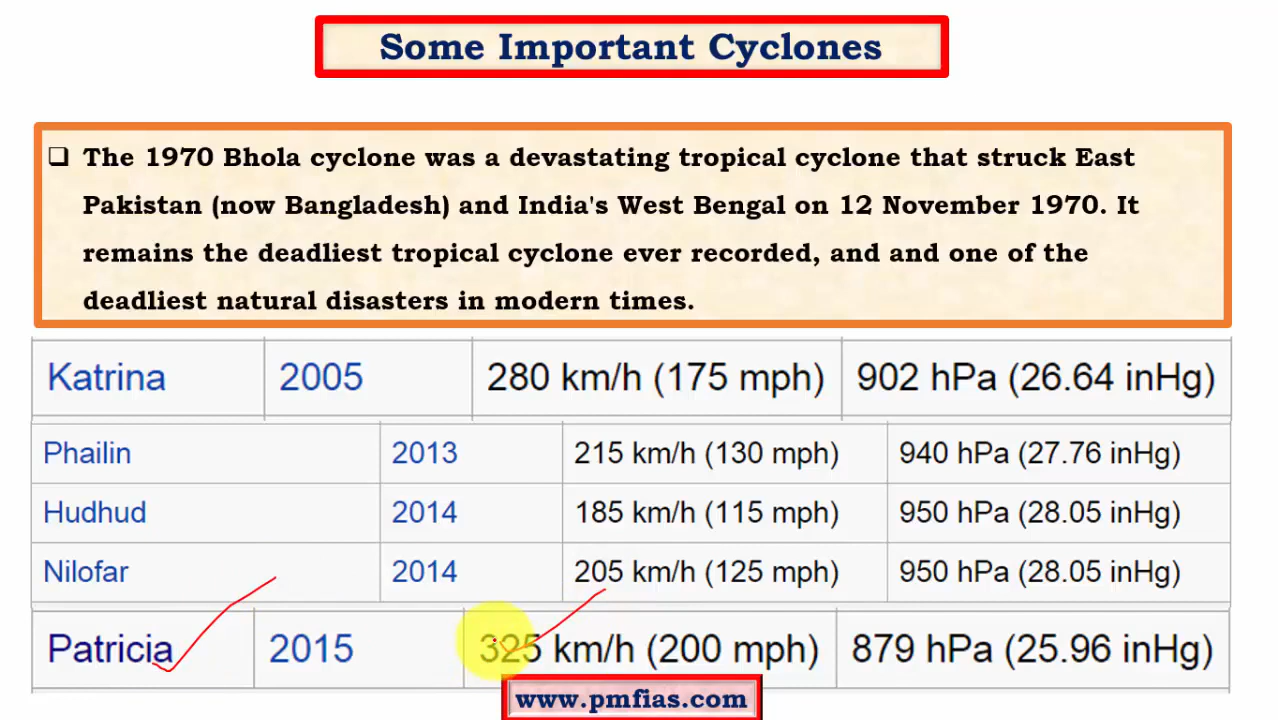 Some Important Cyclones
❑ The 1970 Bhola cyclone was a devastating tropical cyclone that struck East
Pakistan (now Bangladesh) and India's West Bengal on 12 November 1970. It
remains the deadliest tropical cyclone ever recorded, and and one of the
deadliest natural disasters in modern times.
Katrina 2005 280 km/h (175 mph) 902 hPa (26.64 inHg)
Phailin 2013 215 km/h (130 mph) 940 hPa (27.76 inHg)
Hudhud 2014 185 km/h (115 mph) 950 hPa (28.05 inHg)
Nilofar 2014 205 km/h (125 mph) 950 hPa (28.05 inHg)
Patricia 2015 325 km/h (200 mph) 879 hPa (25.96 inHg)
www.pmfias.com